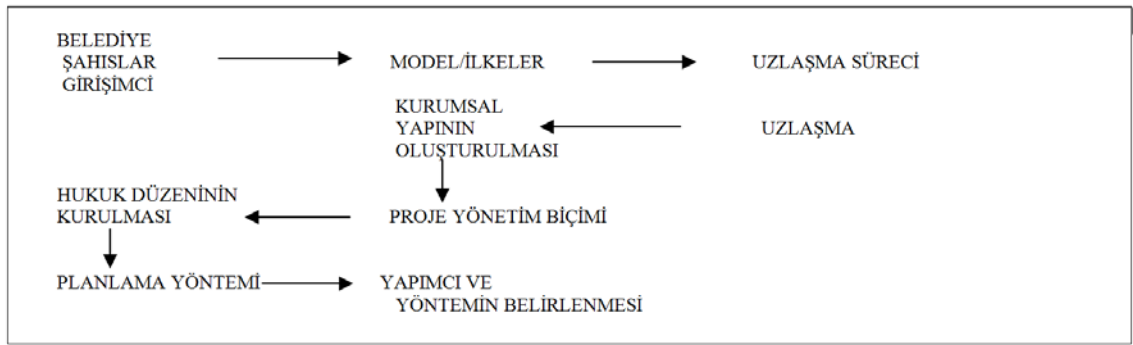 BELEDİYE
ŞAHISLAR
GİRİŞİMCİ
MODEL/İLKELER
UZLAŞMA SÜRECİ
KURUMSAL
YAPININ
OLUŞTURULMASI
UZLAŞMA
HUKUK DÜZENİNİN
KURULMASI
PROJE YÖNETİM BİÇİMİ
PLANLAMA YÖNTEMİ
YAPIMCI VE
YÖNTEMİN BELİRLENMESİ